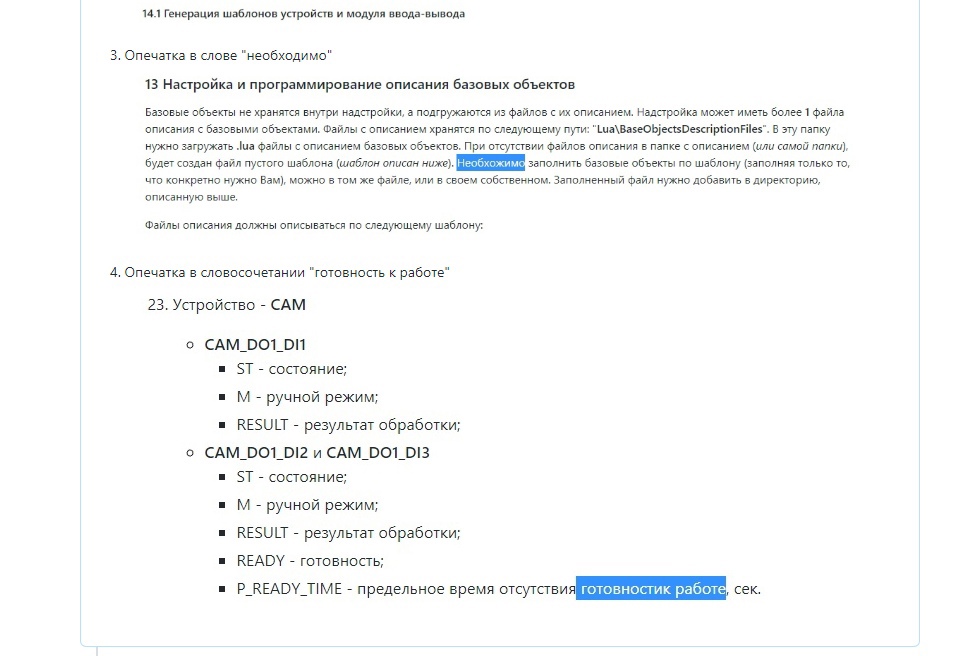 14.1 Генерация шаблонов устройств и модуля ввода-вывода
3. Опечатка в слове "необходимо"
13 Настройка и программирование описания базовых объектов
Базовые объекты не хранятся внутри надстройки, а подгружаются из файлов с их описанием. Надстройка может иметь более 1 файла
описания с базовыми объектами. Файлы с описанием хранятся по следующему пути: "Lua\BaseObjectsDescriptionFiles". В эту папку
нужно загружать .lua файлы с описанием базовых объектов. При отсутствии файлов описания в папке с описанием (или самой папки),
будет создан файл пустого шаблона (шаблон описан ниже). Необхожимо заполнить базовые объекты по шаблону (заполняя только то,
что конкретно нужно Вам), можно в том же файле, или в своем собственном. Заполненный файл нужно добавить в директорию,
описанную выше.
Файлы описания должны описываться по следующему шаблону:
4. Опечатка в словосочетании "готовность к работе"
23. Устройство - CAM
CAM_DO1_DI1
ST - состояние;
M - ручной режим;
RESULT - результат обработки;
CAM_DO1_DI2 и CAM_DO1_DI3
ST - состояние;
M - ручной режим;
RESULT - результат обработки;
READY - готовность;
P_READY_TIME - предельное время отсутствия готовностик работе, сек.